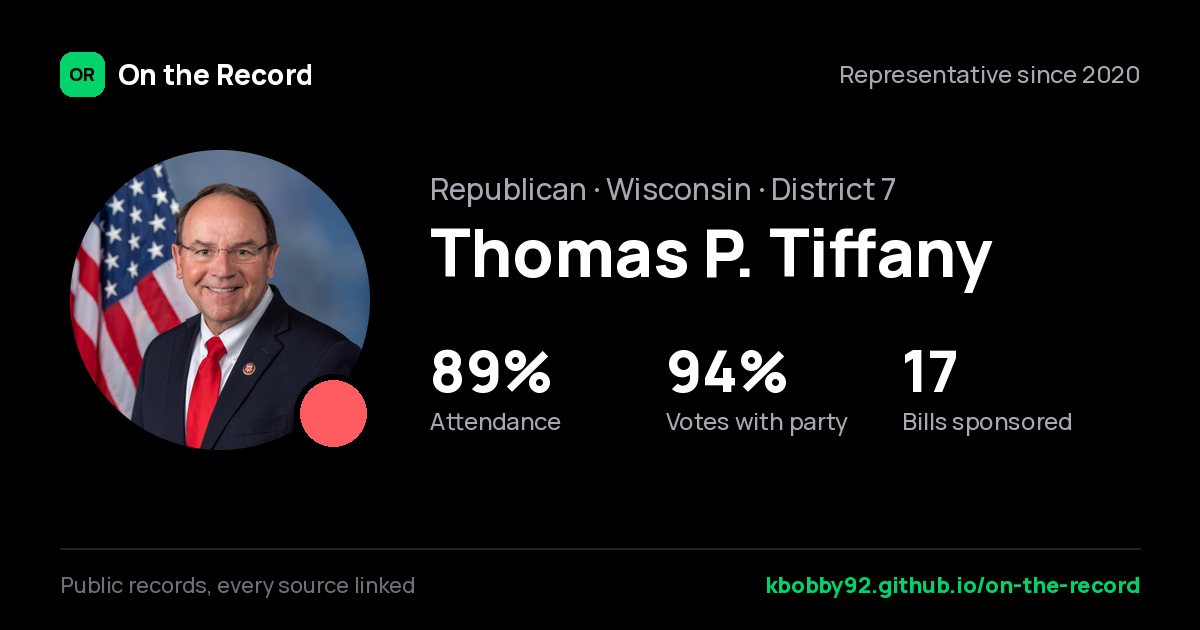 OR On the Record
Representative since 2020
Republican · Wisconsin · District 7
Thomas P. Tiffany
89% 94% 17
Attendance Votes with party Bills sponsored
Public records, every source linked
kbobby92.github.io/on-the-record